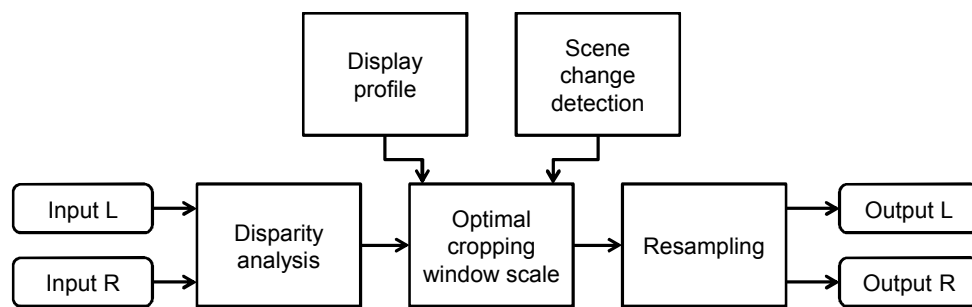 Display
profile
Scene
change
detection
Input L
Input R
Disparity
analysis
Optimal
cropping
window scale
Resampling
Output L
Output R